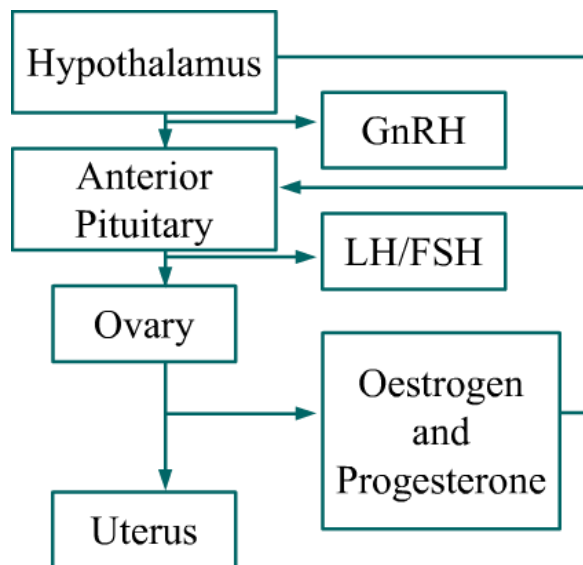 Hypothalamus
GnRH
Anterior
Pituitary
LH/FSH
Ovary
Oestrogen
and
Progesterone
Uterus